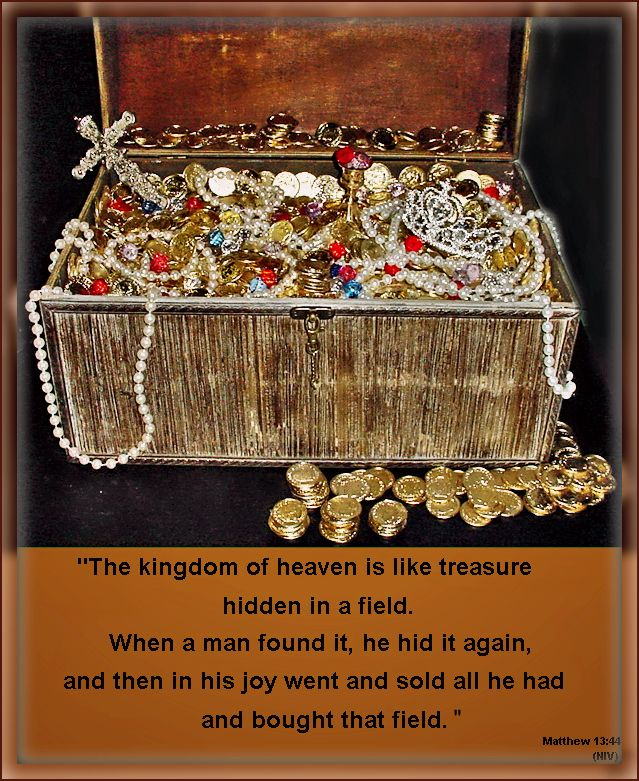 "The kingdom of heaven is like treasure
hidden in a field.
When a man found it, he hid it again,
and then in his joy went and sold all he had
and bought that field. "
Matthew 13:44
(NIV)